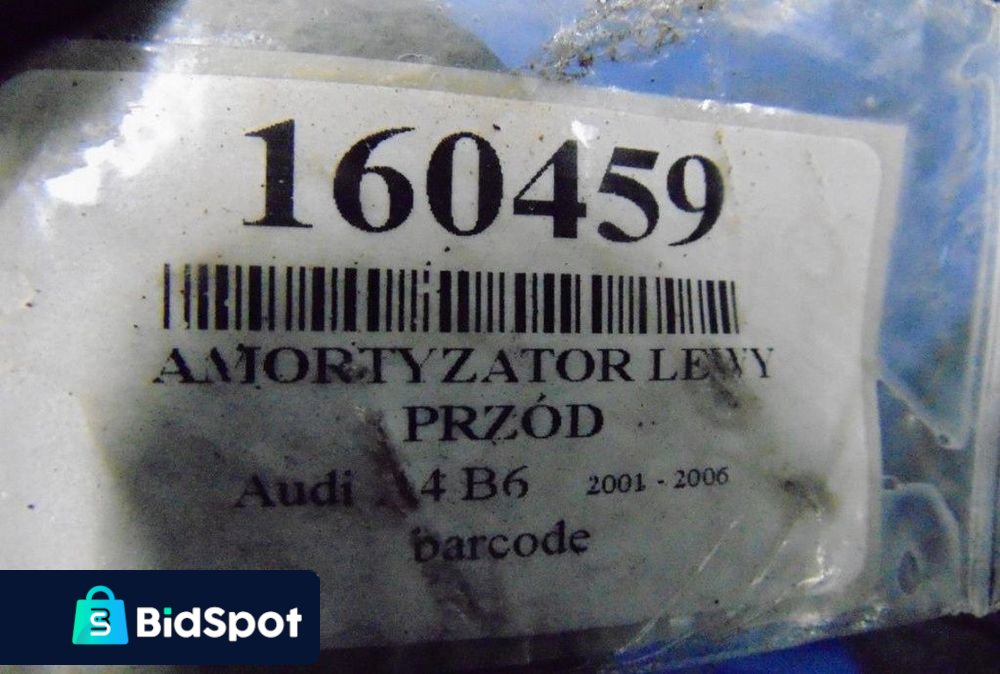 160459
AMORTYZATOR LEWY
PRZÓD
Audi A4 B6 2001 - 2006
barcode
BidSpot